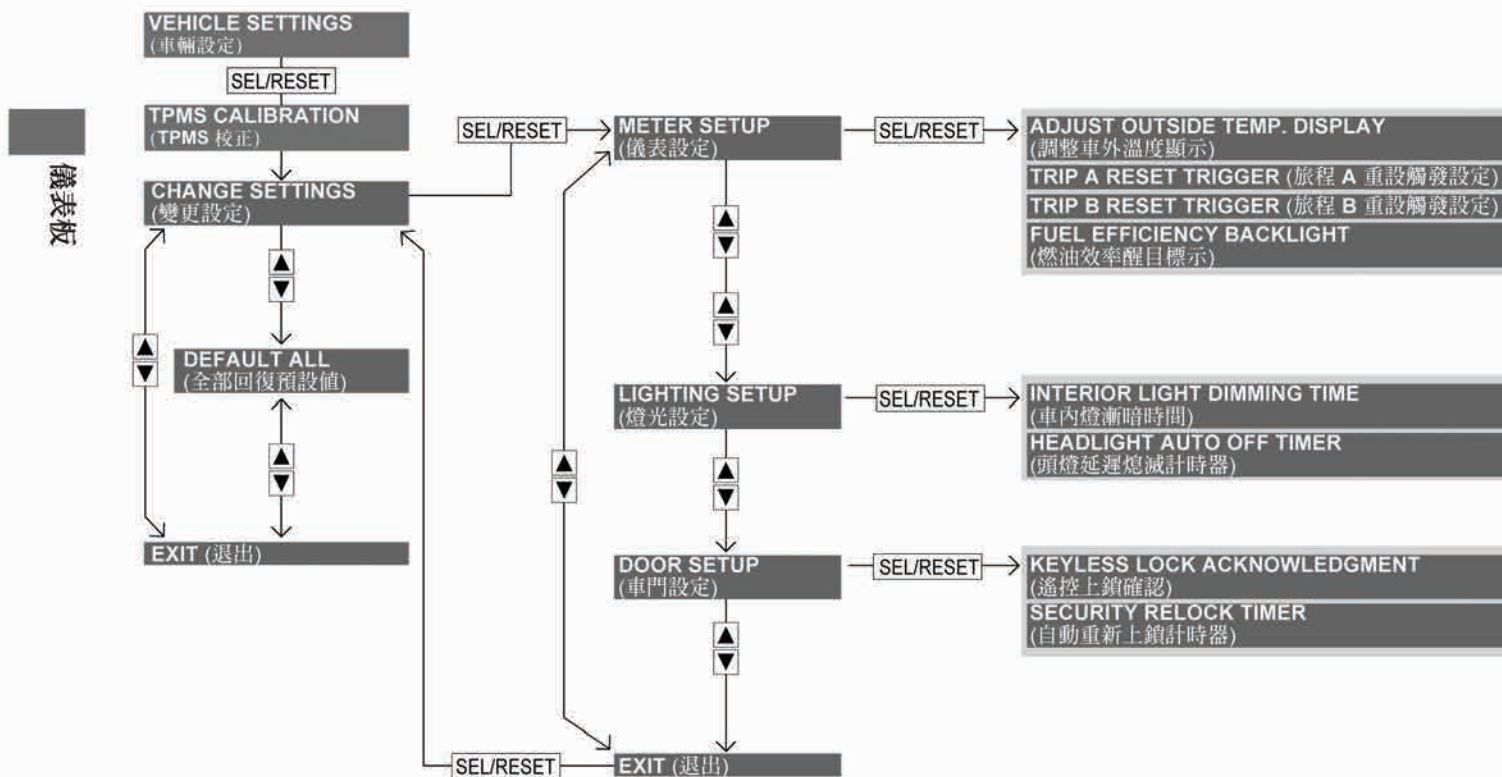 VEHICLE SETTINGS
(車輛設定)
SEL/RESET
TPMS CALIBRATION
(TPMS 校正)
CHANGE SETTINGS
(變更設定)
▲
▼
▲
▼
DEFAULT ALL
(全部回復預設值)
▲
▼
EXIT (退出)
儀表板
SEL/RESET
METER SETUP
(儀表設定)
▲
▼
▲
▼
▲
▼
LIGHTING SETUP
(燈光設定)
▲
▼
DOOR SETUP
(車門設定)
▲
▼
EXIT (退出)
SEL/RESET
SEL/RESET
ADJUST OUTSIDE TEMP. DISPLAY
(調整車外溫度顯示)
TRIP A RESET TRIGGER (旅程 A 重設觸發設定)
TRIP B RESET TRIGGER (旅程 B 重設觸發設定)
FUEL EFFICIENCY BACKLIGHT
(燃油效率醒目標示)
SEL/RESET
INTERIOR LIGHT DIMMING TIME
(車內燈漸暗時間)
HEADLIGHT AUTO OFF TIMER
(頭燈延遲熄滅計時器)
SEL/RESET
KEYLESS LOCK ACKNOWLEDGMENT
(遙控上鎖確認)
SECURITY RELOCK TIMER
(自動重新上鎖計時器)